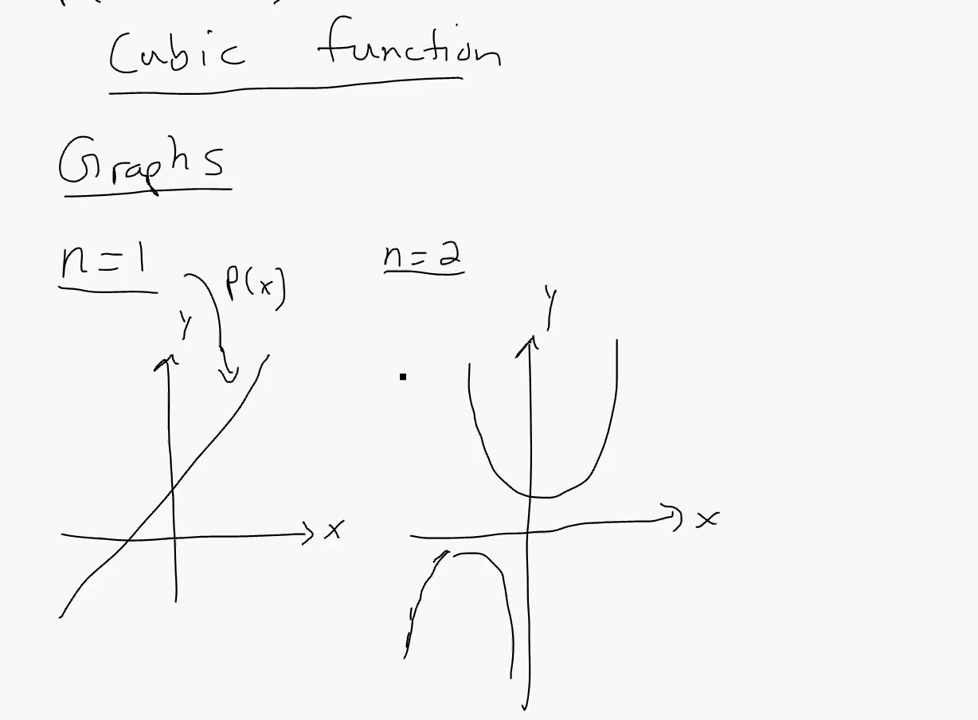 Cubic function
Graphs
n=1
P(x)
y
x
n=2
y
x